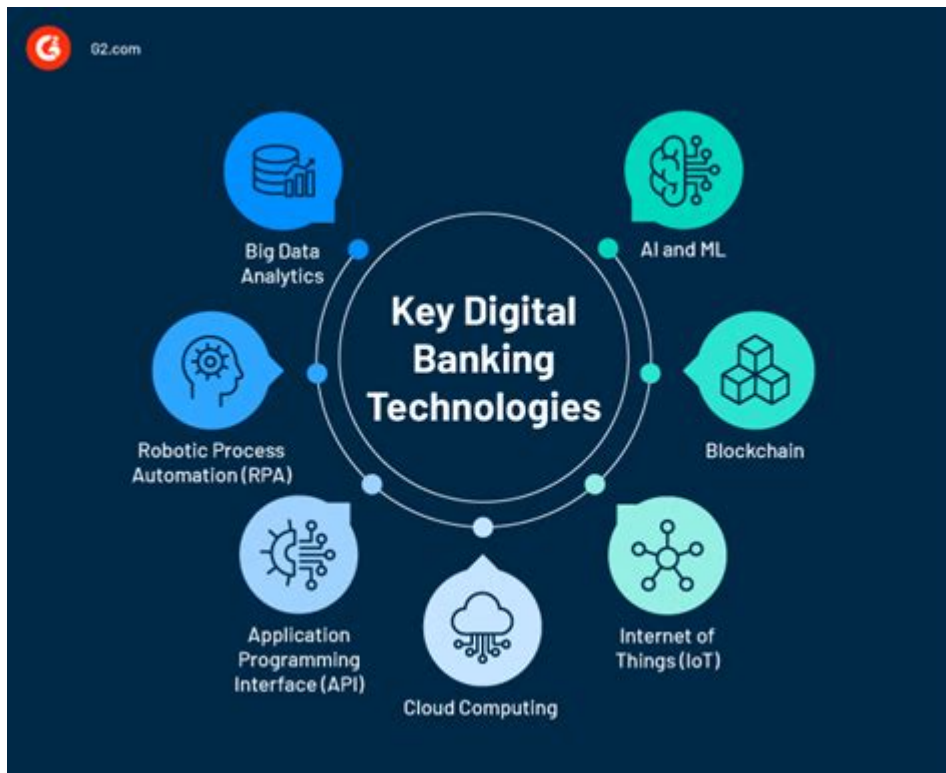 G2.com
Big Data
Analytics
AI and ML
Key Digital
Banking
Technologies
Robotic Process
Automation (RPA)
Blockchain
Application
Programming
Interface (API)
Internet of
Things (IoT)
Cloud Computing